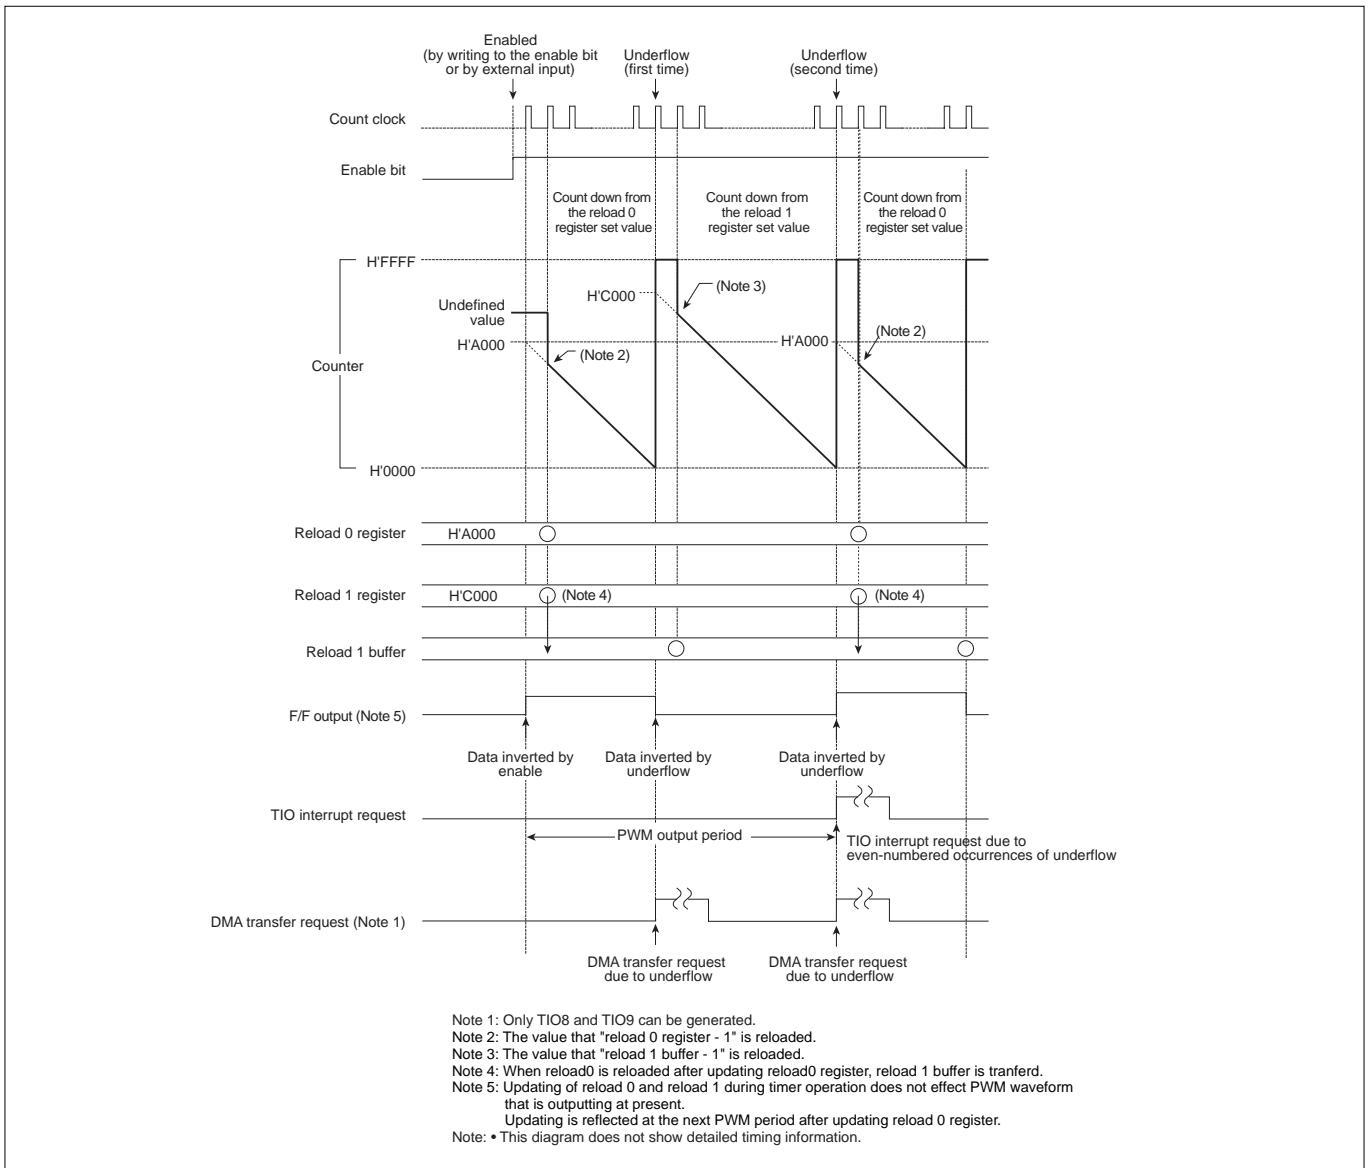 Enabled
(by writing to the enable bit
or by external input)
Underflow
(first time)
Underflow
(second time)
Count clock
Enable bit
Count down from
the reload 0
register set value
Count down from
the reload 1
register set value
Count down from
the reload 0
register set value
H'FFFF
(Note 3)
H'C000
Undefined
value
(Note 2)
H'A000
H'A000
(Note 2)
Counter
H'0000
Reload 0 register
H'A000
Reload 1 register
H'C000
(Note 4)
(Note 4)
Reload 1 buffer
F/F output (Note 5)
Data inverted by
enable
Data inverted by
underflow
Data inverted by
underflow
TIO interrupt request
PWM output period
TIO interrupt request due to
even-numbered occurrences of underflow
DMA transfer request (Note 1)
DMA transfer request
due to underflow
DMA transfer request
due to underflow
Note 1: Only TIO8 and TIO9 can be generated.
Note 2: The value that "reload 0 register - 1" is reloaded.
Note 3: The value that "reload 1 buffer - 1" is reloaded.
Note 4: When reload0 is reloaded after updating reload0 register, reload 1 buffer is tranferd.
Note 5: Updating of reload 0 and reload 1 during timer operation does not effect PWM waveform
that is outputting at present.
Updating is reflected at the next PWM period after updating reload 0 register.
Note: • This diagram does not show detailed timing information.